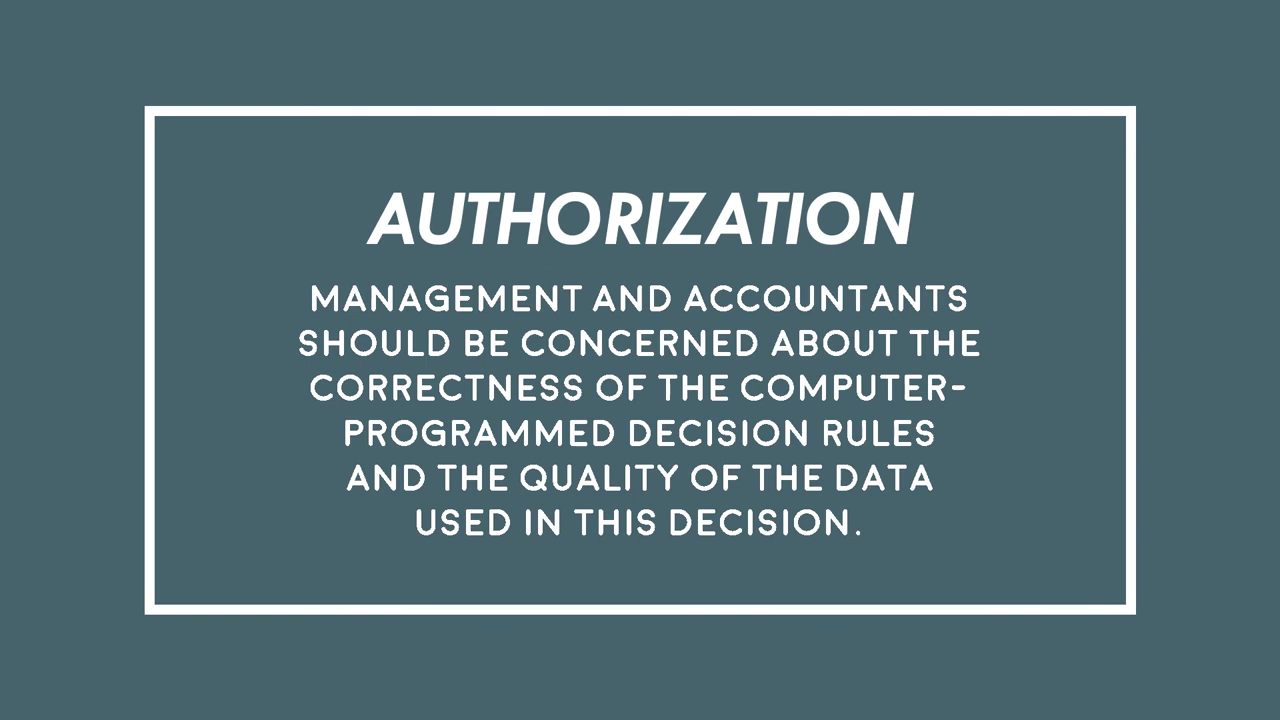 AUTHORIZATION
MANAGEMENT AND ACCOUNTANTS
SHOULD BE CONCERNED ABOUT THE
CORRECTNESS OF THE COMPUTER-
PROGRAMMED DECISION RULES
AND THE QUALITY OF THE DATA
USED IN THIS DECISION.